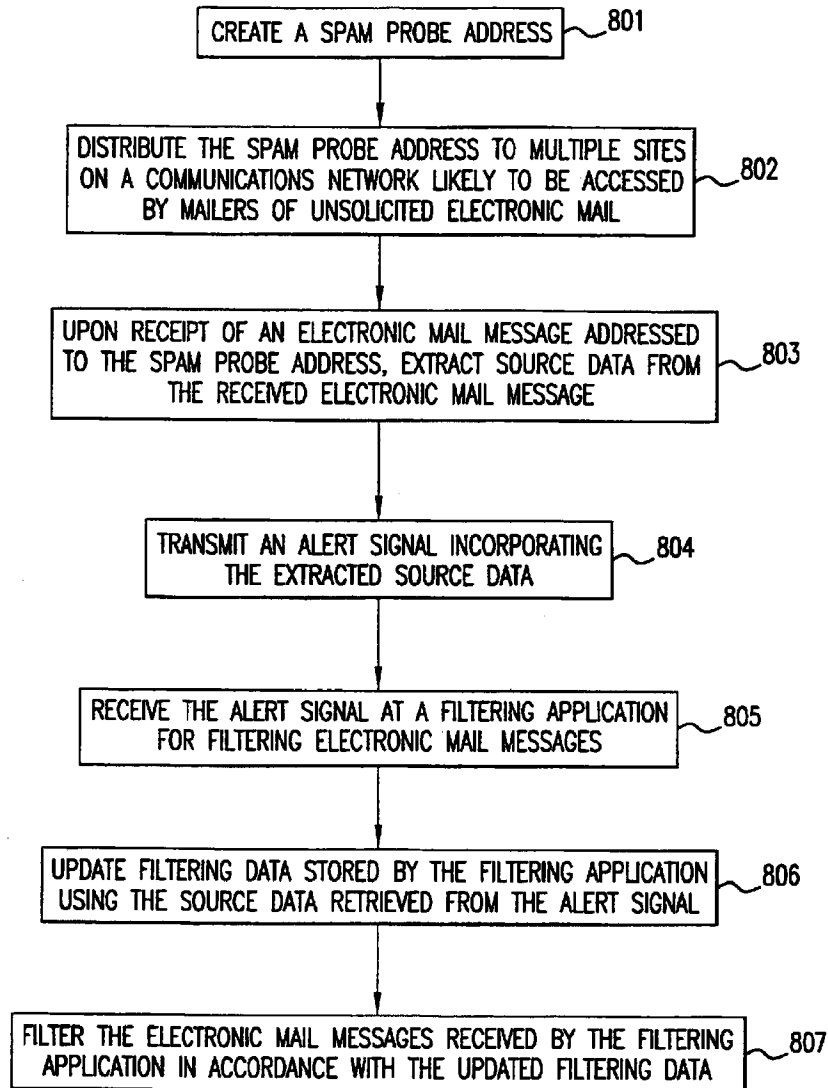 CREATE A SPAM PROBE ADDRESS
801
DISTRIBUTE THE SPAM PROBE ADDRESS TO MULTIPLE SITES
ON A COMMUNICATIONS NETWORK LIKELY TO BE ACCESSED
BY MAILERS OF UNSOLICITED ELECTRONIC MAIL
802
UPON RECEIPT OF AN ELECTRONIC MAIL MESSAGE ADDRESSED
TO THE SPAM PROBE ADDRESS, EXTRACT SOURCE DATA FROM
THE RECEIVED ELECTRONIC MAIL MESSAGE
803
TRANSMIT AN ALERT SIGNAL INCORPORATING
THE EXTRACTED SOURCE DATA
804
RECEIVE THE ALERT SIGNAL AT A FILTERING APPLICATION
FOR FILTERING ELECTRONIC MAIL MESSAGES
805
UPDATE FILTERING DATA STORED BY THE FILTERING APPLICATION
USING THE SOURCE DATA RETRIEVED FROM THE ALERT SIGNAL
806
FILTER THE ELECTRONIC MAIL MESSAGES RECEIVED BY THE FILTERING
APPLICATION IN ACCORDANCE WITH THE UPDATED FILTERING DATA
807